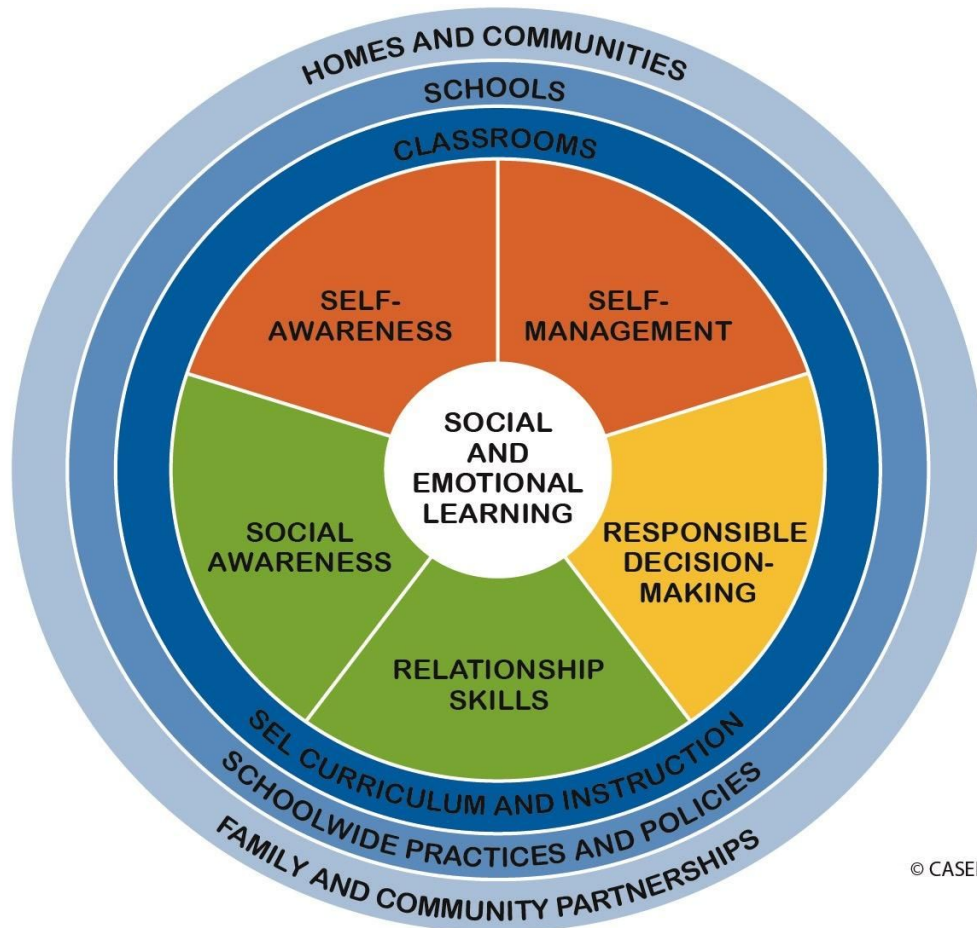 HOMES AND COMMUNITIES
SCHOOLS
CLASSROOMS
SELF-
AWARENESS
SELF-
MANAGEMENT
SOCIAL
AND
EMOTIONAL
LEARNING
SOCIAL
AWARENESS
RESPONSIBLE
DECISION-
MAKING
RELATIONSHIP
SKILLS
SEL CURRICULUM AND INSTRUCTION
SCHOOLWIDE PRACTICES AND POLICIES
FAMILY AND COMMUNITY PARTNERSHIPS
©